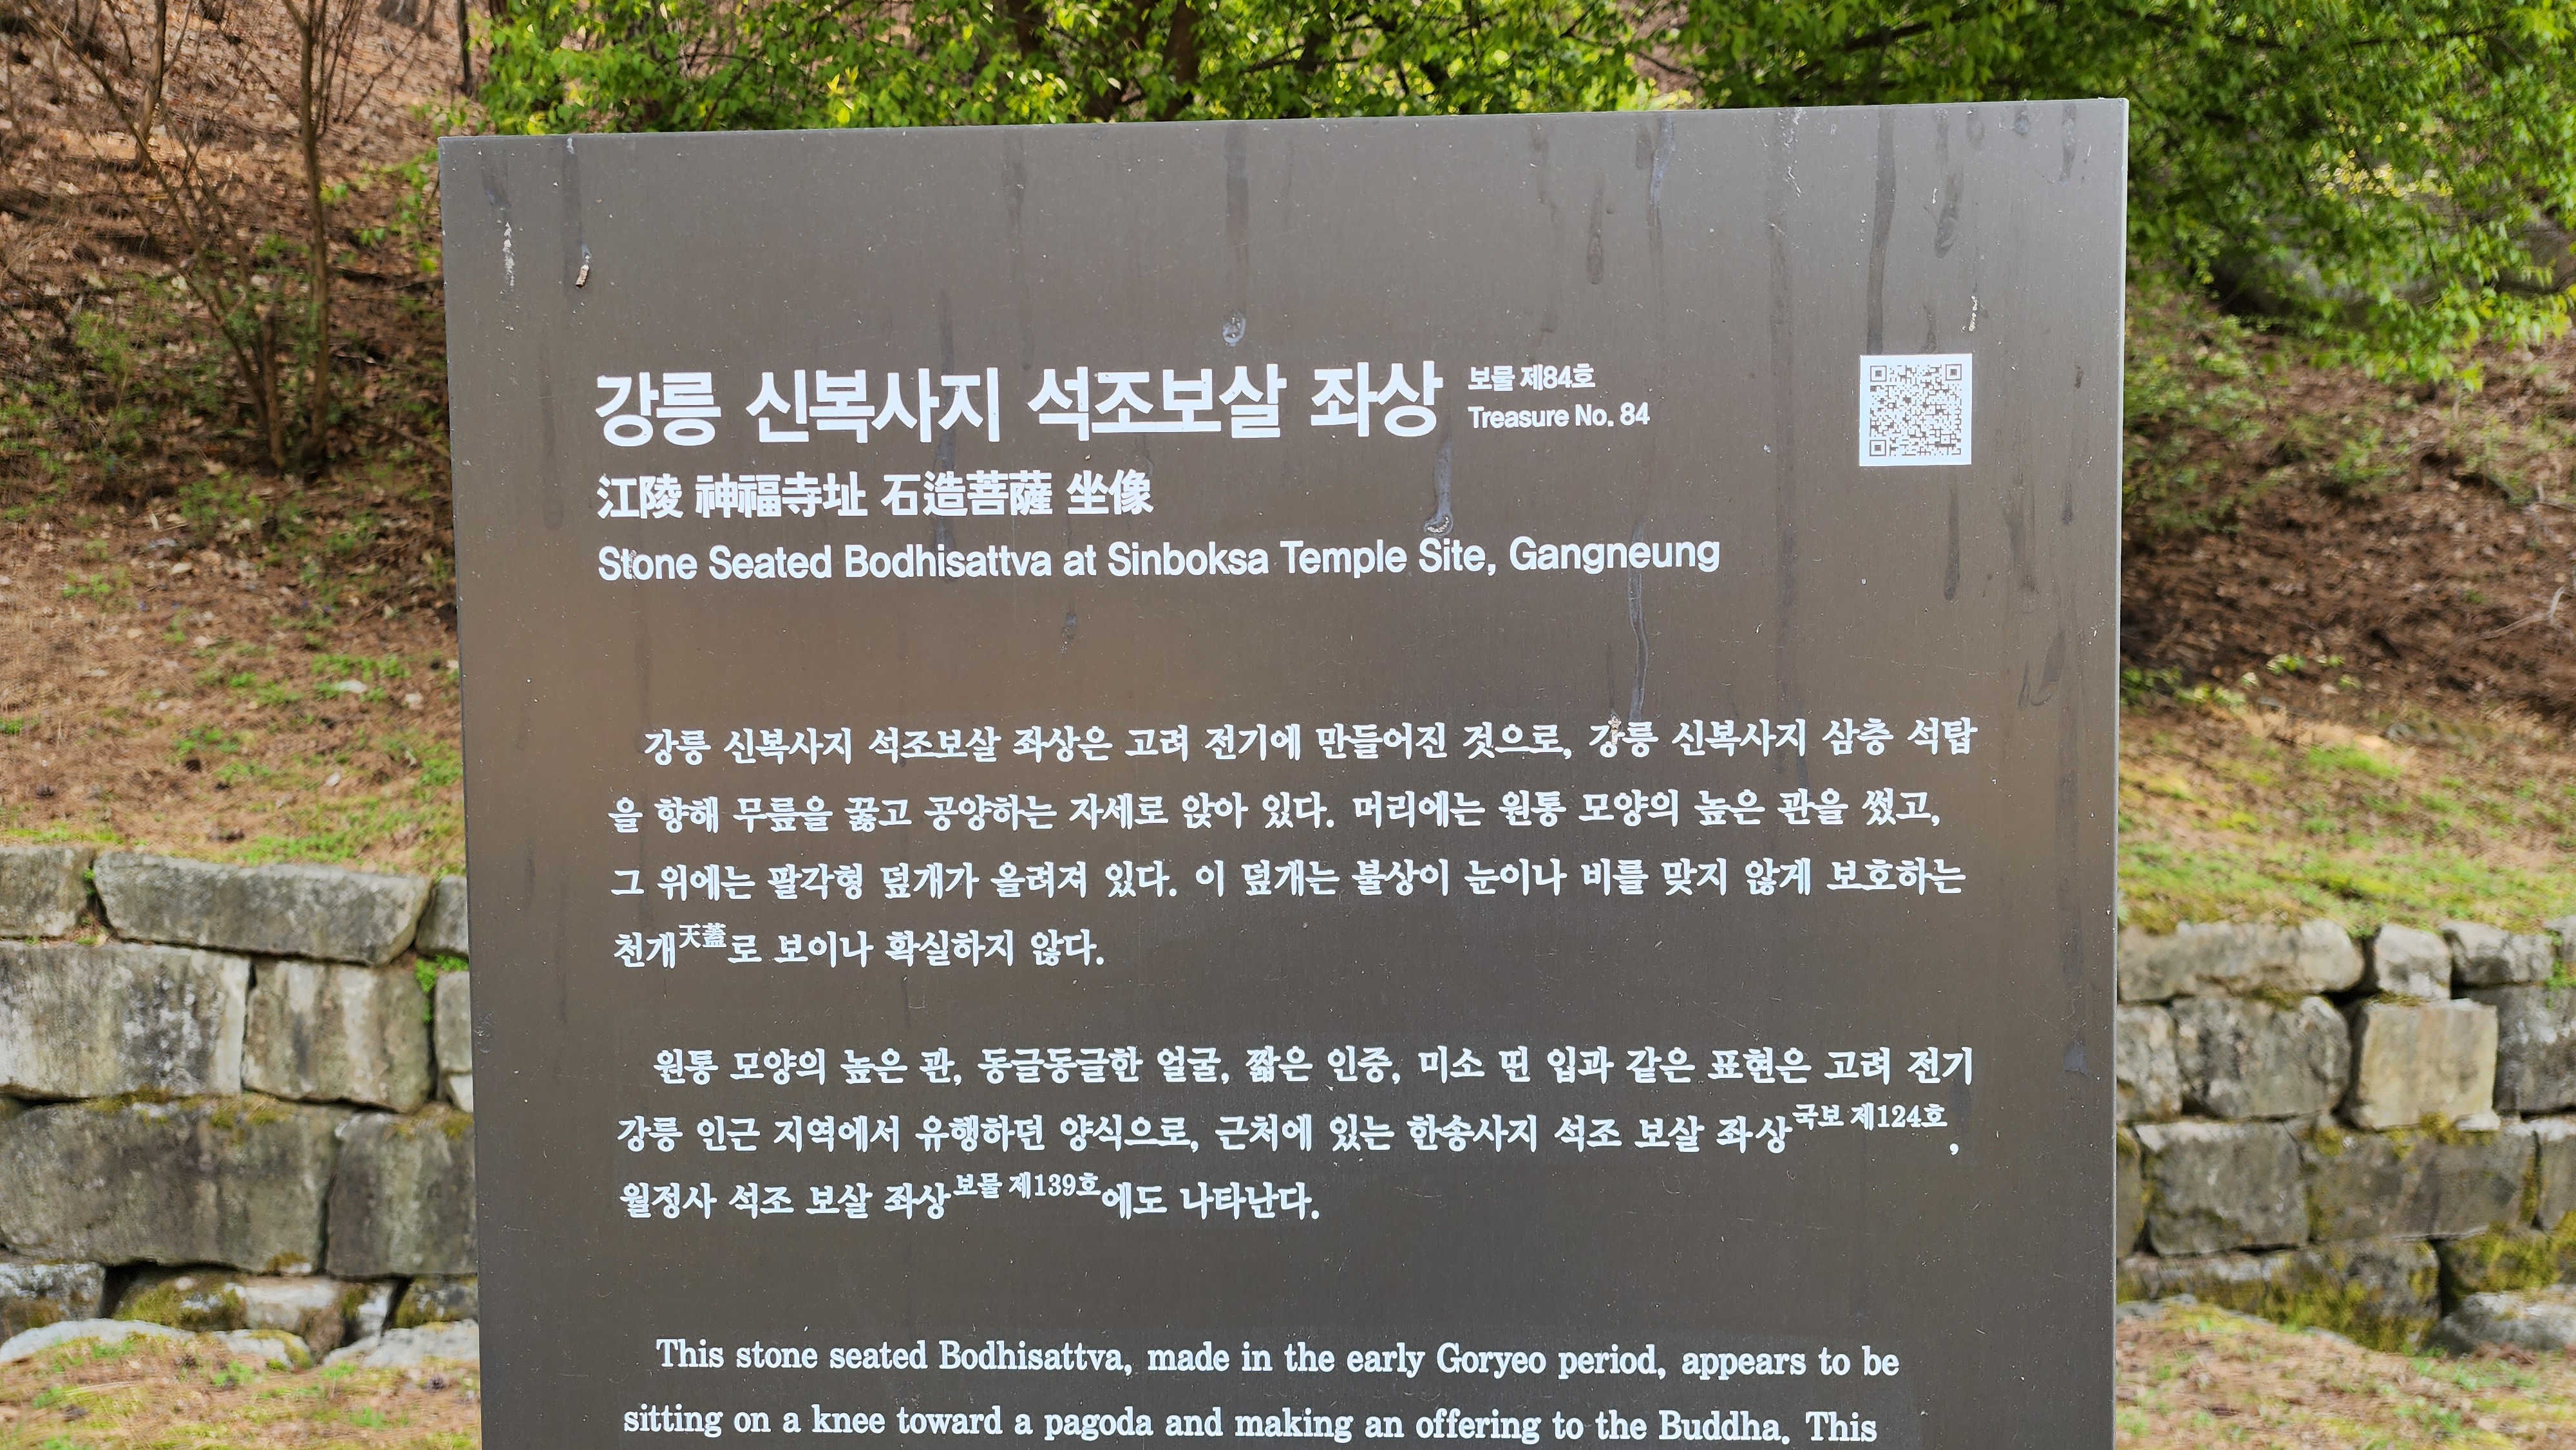 강릉 신복사지 석조보살 좌상 보물 제84호
Treasure No. 84
江陵 神福寺址 石造菩薩 坐像
Stone Seated Bodhisattva at Sinboksa Temple Site, Gangneung
강릉 신복사지 석조보살 좌상은 고려 전기에 만들어진 것으로, 강릉 신복사지 삼층 석탑
을 향해 무릎을 꿇고 공양하는 자세로 앉아 있다. 머리에는 원통 모양의 높은 관을 썼고,
그 위에는 팔각형 덮개가 올려져 있다. 이 덮개는 불상이 눈이나 비를 맞지 않게 보호하는
천개天蓋로 보이나 확실하지 않다.
원통 모양의 높은 관, 동글동글한 얼굴, 짧은 인중, 미소 띤 입과 같은 표현은 고려 전기
강릉 인근 지역에서 유행하던 양식으로, 근처에 있는 한송사지 석조 보살 좌상국보 제124호,
월정사 석조 보살 좌상보물 제139호에도 나타난다.
This stone seated Bodhisattva, made in the early Goryeo period, appears to be
sitting on a knee toward a pagoda and making an offering to the Buddha. This